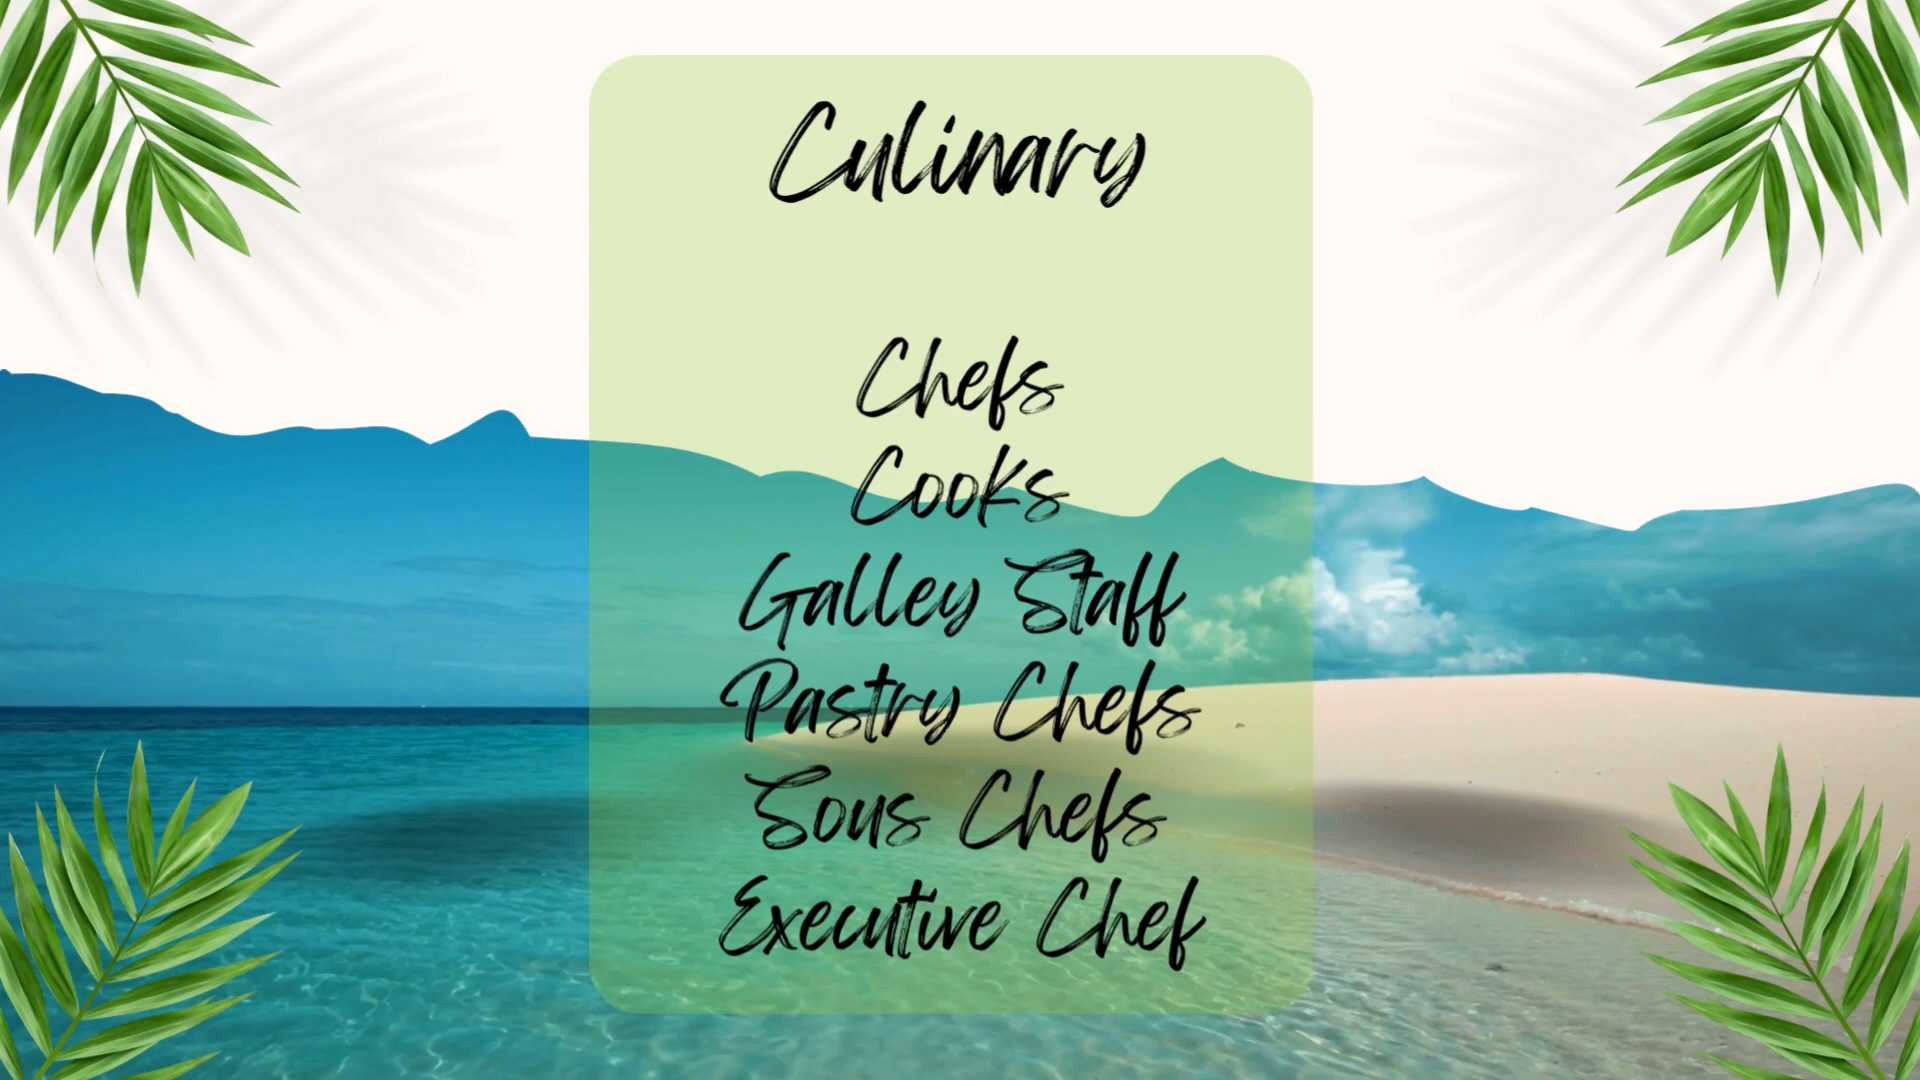 Culinary
Chefs
Cooks
Galley Staff
Pastry Chefs
Sous Chefs
Executive Chef